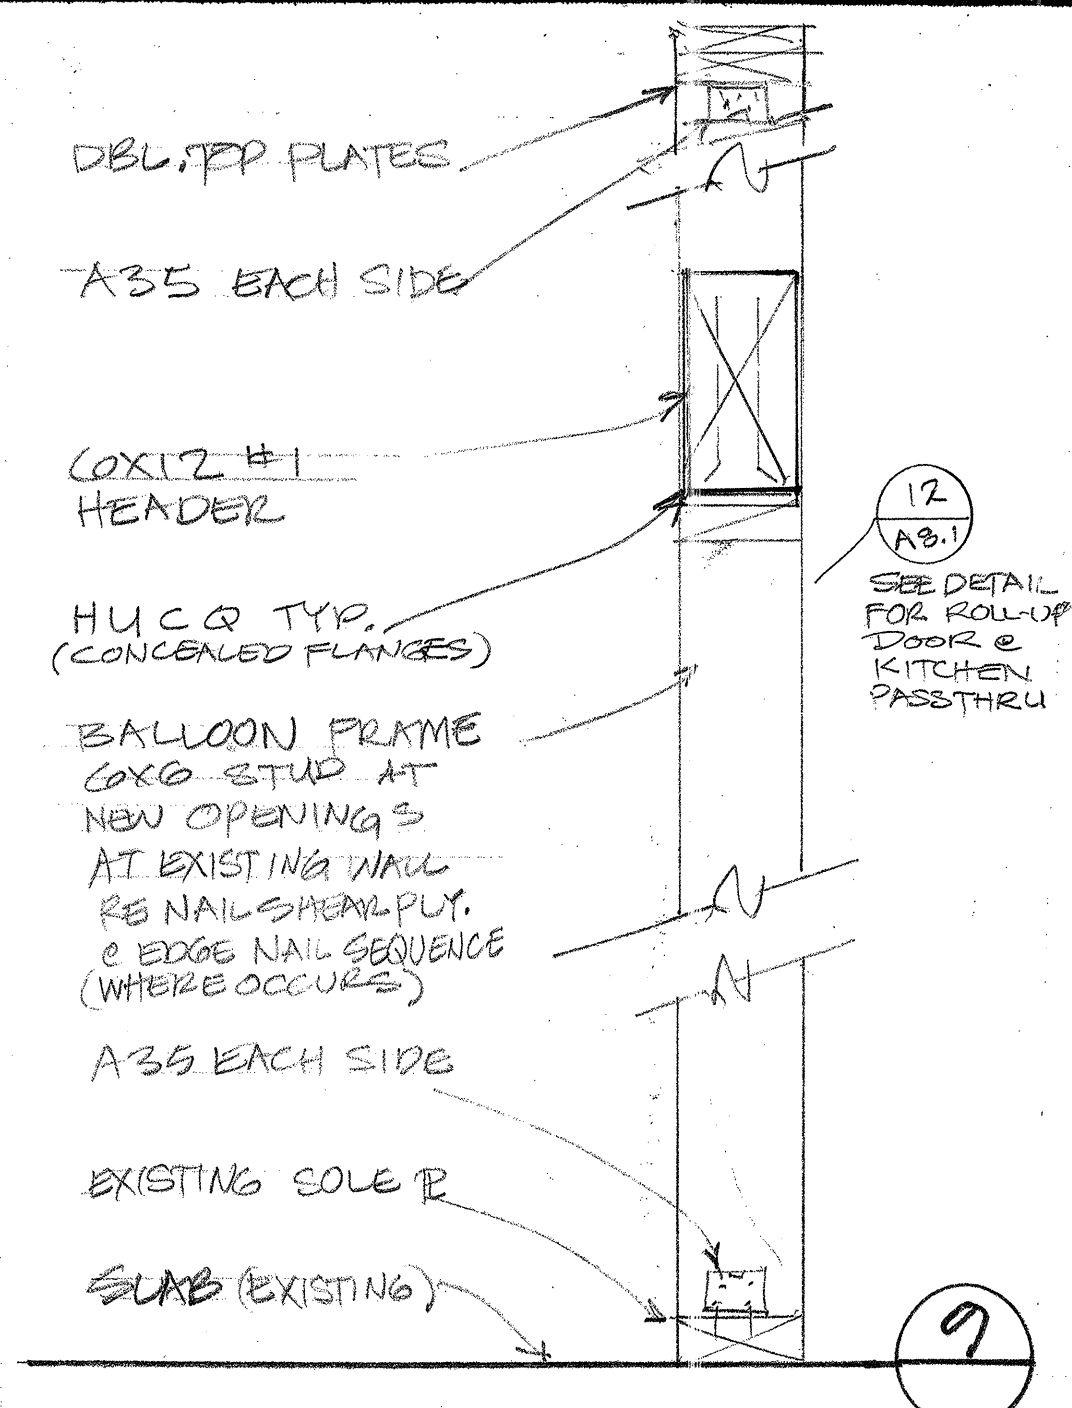 DBL. TOP PLATES
A35 EACH SIDE
6X12 #1
HEADER
HUCQ TYP.
(CONCEALED FLANGES)
BALLOON FRAME
6X6 STUD AT
NEW OPENINGS
AT EXISTING WALL
RE NAIL SHEAR PLY.
@ EDGE NAIL SEQUENCE
(WHERE OCCURS)
A35 EACH SIDE
EXISTING SOLE PL
SLAB (EXISTING)
12
A8.1
SEE DETAIL
FOR ROLL-UP
DOOR @
KITCHEN
PASSTHRU
9